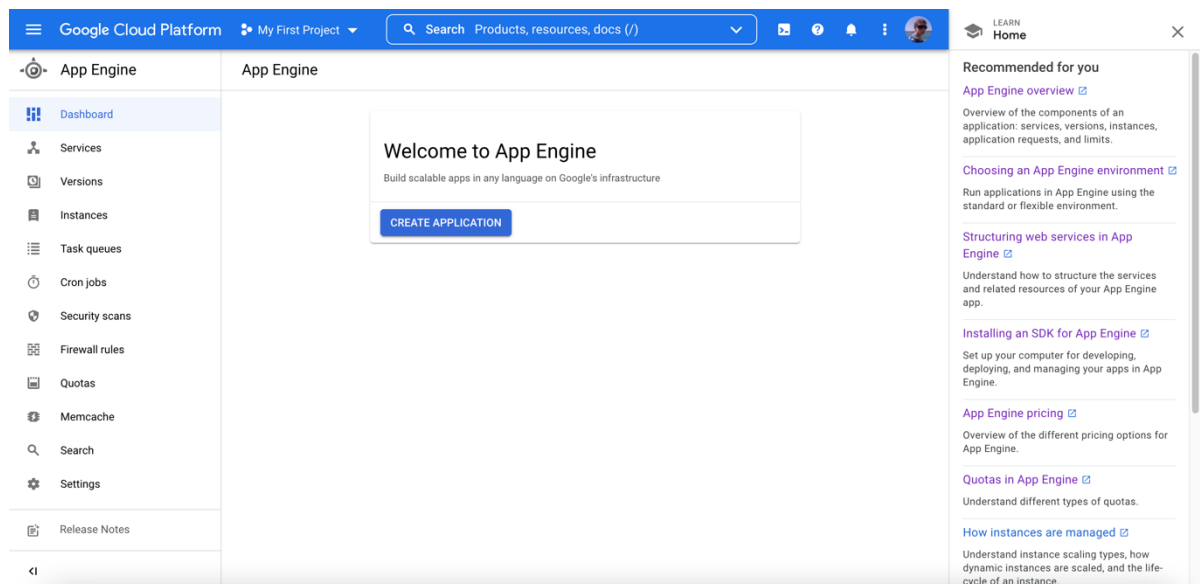 Google Cloud Platform
My First Project
Search Products, resources, docs (/)
LEARN
Home
App Engine
App Engine
Dashboard
Services
Versions
Instances
Task queues
Cron jobs
Security scans
Firewall rules
Quotas
Memcache
Search
Settings
Release Notes
Welcome to App Engine
Build scalable apps in any language on Google's infrastructure
CREATE APPLICATION
Recommended for you
App Engine overview
Overview of the components of an
application: services, versions, instances,
application requests, and limits.
Choosing an App Engine environment
Run applications in App Engine using the
standard or flexible environment.
Structuring web services in App
Engine
Understand how to structure the services
and related resources of your App Engine
app.
Installing an SDK for App Engine
Set up your computer for developing,
deploying, and managing your apps in App
Engine.
App Engine pricing
Overview of the different pricing options for
App Engine.
Quotas in App Engine
Understand different types of quotas.
How instances are managed
Understand instance scaling types, how
dynamic instances are scaled, and the life-
cycle of an instance.